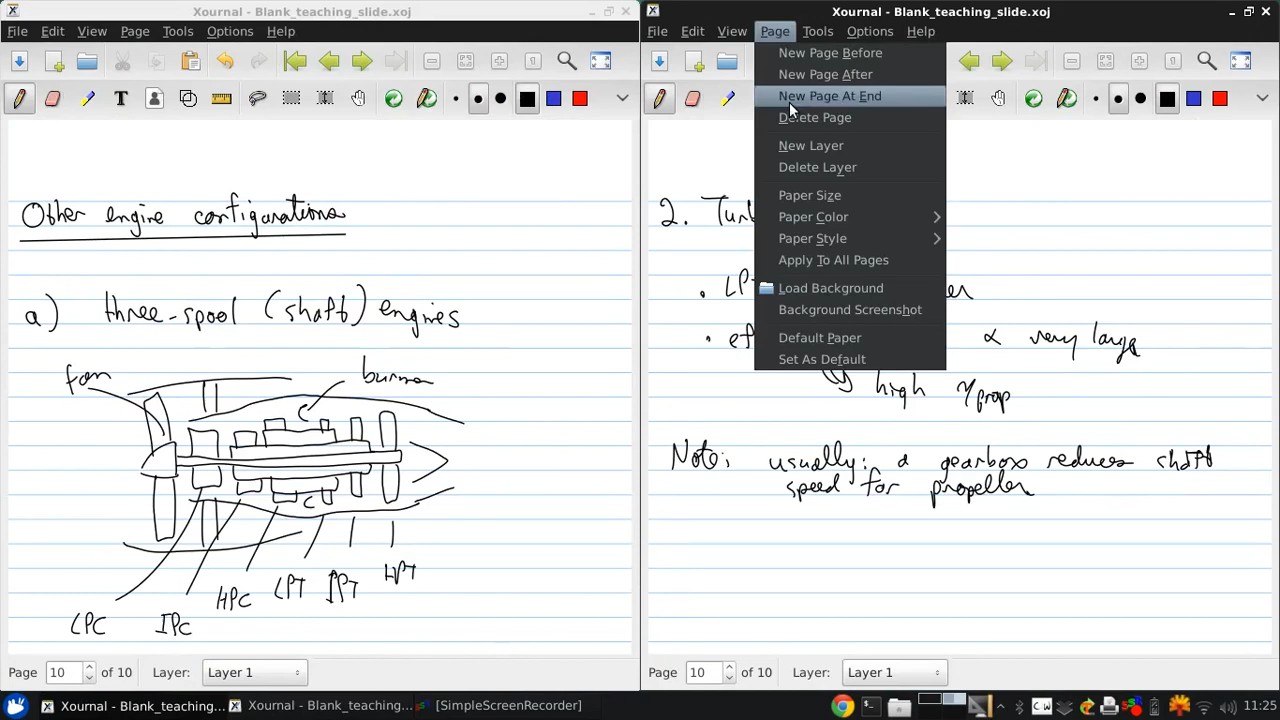 Xournal - Blank_teaching_slide.xoj
File Edit View Page Tools Options Help
Other engine configurations
a) three-spool (shaft) engines
fan
burner
LPC
IPC
HPC
LPT
IPT
HPT
Page 10 of 10 Layer: Layer 1
Xournal - Blank_teaching_slide.xoj
File Edit View Page Tools Options Help
New Page Before
New Page After
New Page At End
Delete Page
New Layer
Delete Layer
Paper Size
Paper Color
Paper Style
Apply To All Pages
Load Background
Background Screenshot
Default Paper
Set As Default
2.
α very large
high ηprop
Note: usually: a gearbox reduces shaft
speed for propeller
Page 10 of 10 Layer: Layer 1
Xournal - Blank_teaching... Xournal - Blank_teaching... [SimpleScreenRecorder] 11:25